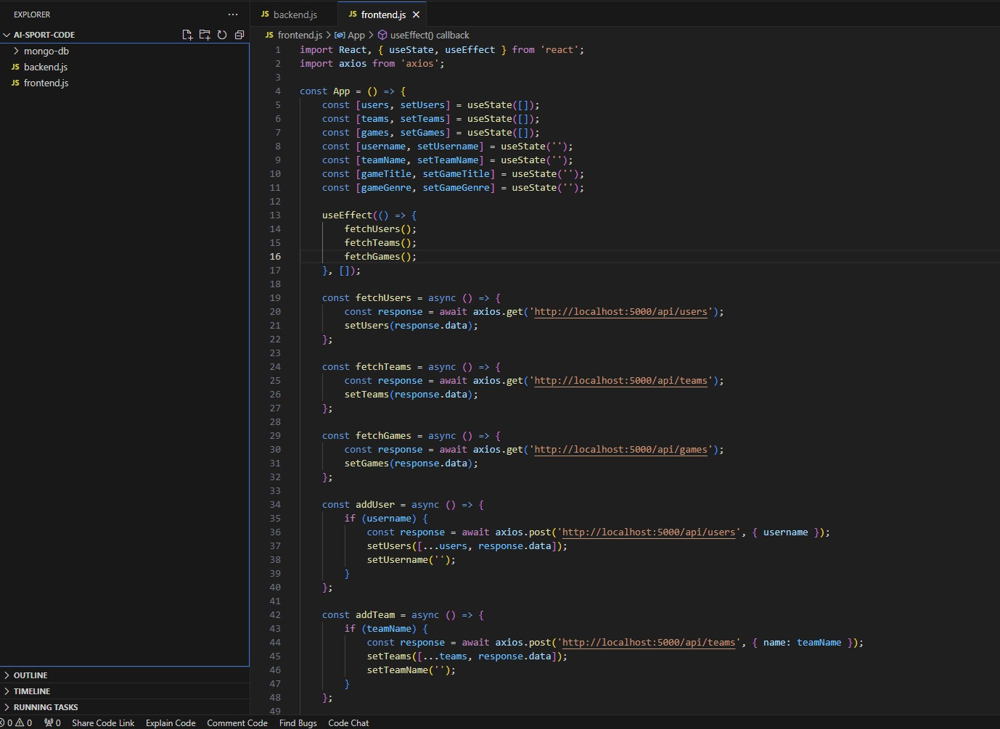 EXPLORER
···
AI-SPORT-CODE
mongo-db
JS backend.js
JS frontend.js
OUTLINE
TIMELINE
RUNNING TASKS
JS backend.js
JS frontend.js
JS frontend.js > App > useEffect() callback
1 import React, { useState, useEffect } from 'react';
2 import axios from 'axios';
3
4 const App = () => {
5 const [users, setUsers] = useState([]);
6 const [teams, setTeams] = useState([]);
7 const [games, setGames] = useState([]);
8 const [username, setUsername] = useState('');
9 const [teamName, setTeamName] = useState('');
10 const [gameTitle, setGameTitle] = useState('');
11 const [gameGenre, setGameGenre] = useState('');
12
13 useEffect(() => {
14 fetchUsers();
15 fetchTeams();
16 fetchGames();
17 }, []);
18
19 const fetchUsers = async () => {
20 const response = await axios.get('http://localhost:5000/api/users');
21 setUsers(response.data);
22 };
23
24 const fetchTeams = async () => {
25 const response = await axios.get('http://localhost:5000/api/teams');
26 setTeams(response.data);
27 };
28
29 const fetchGames = async () => {
30 const response = await axios.get('http://localhost:5000/api/games');
31 setGames(response.data);
32 };
33
34 const addUser = async () => {
35 if (username) {
36 const response = await axios.post('http://localhost:5000/api/users', { username });
37 setUsers([...users, response.data]);
38 setUsername('');
39 }
40 };
41
42 const addTeam = async () => {
43 if (teamName) {
44 const response = await axios.post('http://localhost:5000/api/teams', { name: teamName });
45 setTeams([...teams, response.data]);
46 setTeamName('');
47 }
48 };
49
0 0 0 Share Code Link Explain Code Comment Code Find Bugs Code Chat